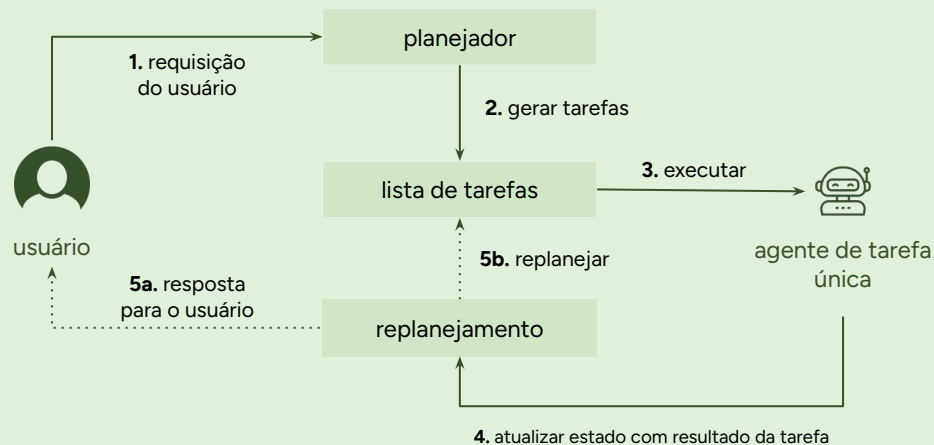 planejador
1. requisição
do usuário
2. gerar tarefas
lista de tarefas
3. executar
usuário
agente de tarefa
única
5b. replanejar
5a. resposta
para o usuário
replanejamento
4. atualizar estado com resultado da tarefa